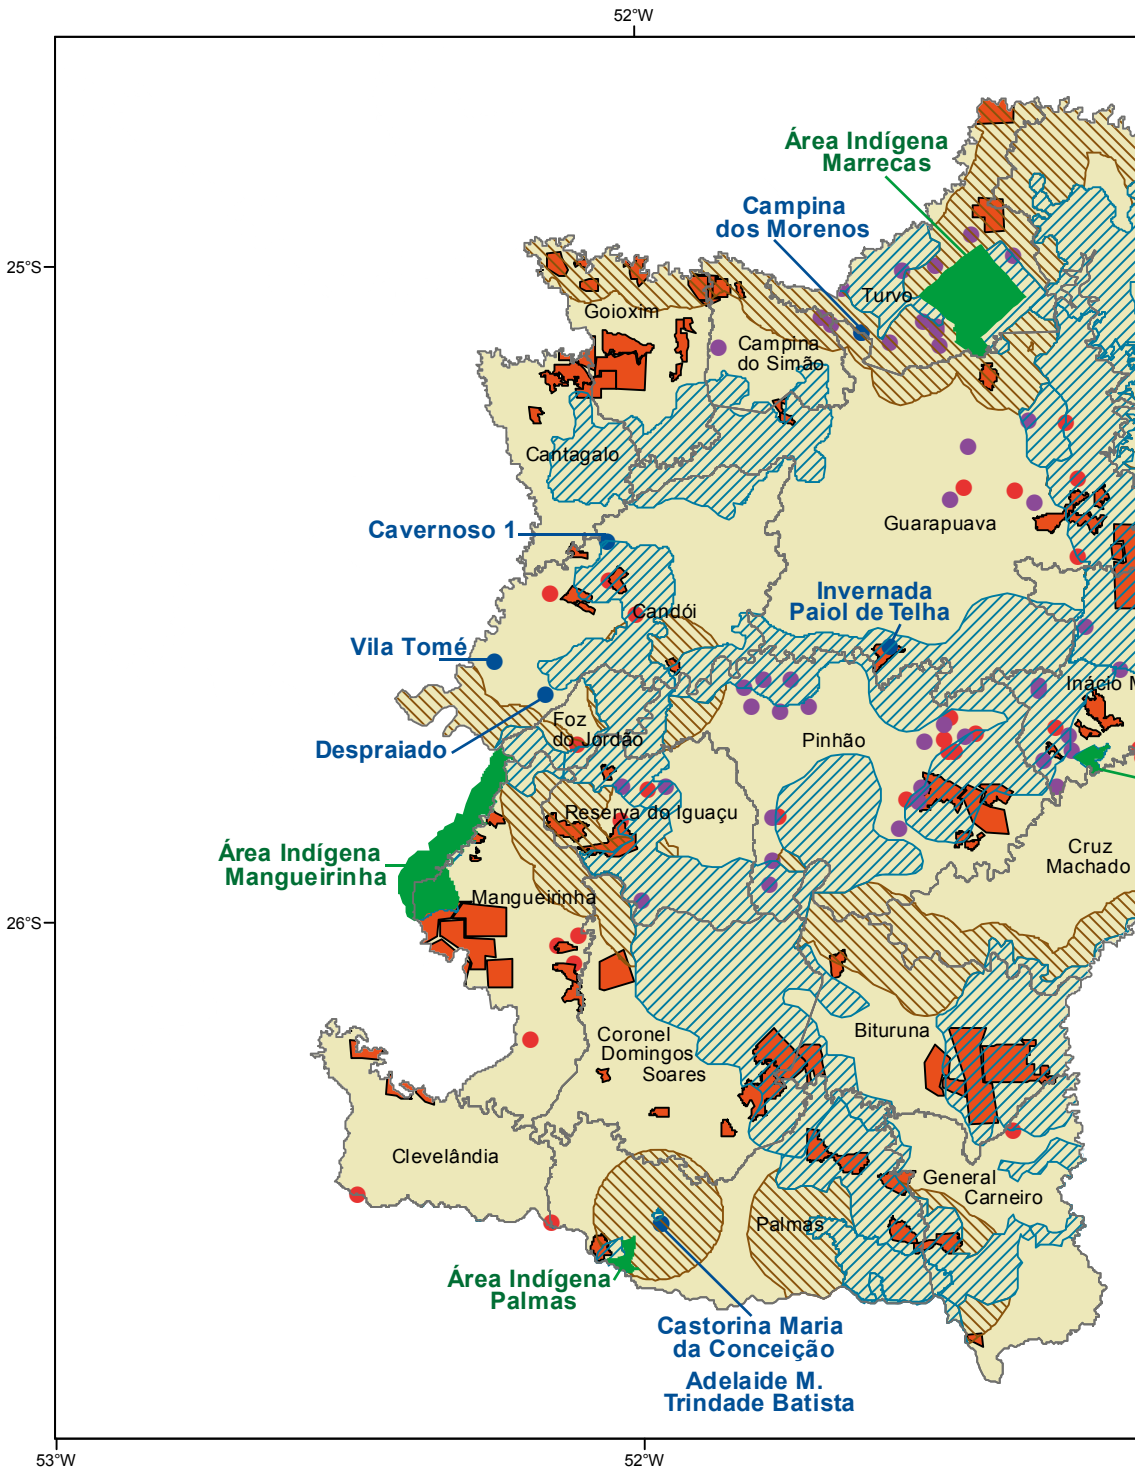 52°W
Área Indígena
Marrecas
Campina
dos Morenos
25°S
Turvo
Goioxim
Campina
do Simão
Cantagalo
Guarapuava
Cavernoso 1
Invernada
Paiol de Telha
Candói
Vila Tomé
Inácio M
Foz
do Jordão
Pinhão
Despraiado
Reserva do Iguaçu
Cruz
Machado
Área Indígena
Mangueirinha
Mangueirinha
26°S
Coronel
Domingos
Soares
Bituruna
Clevelândia
General
Carneiro
Palmas
Área Indígena
Palmas
Castorina Maria
da Conceição
Adelaide M.
Trindade Batista
53°W
52°W